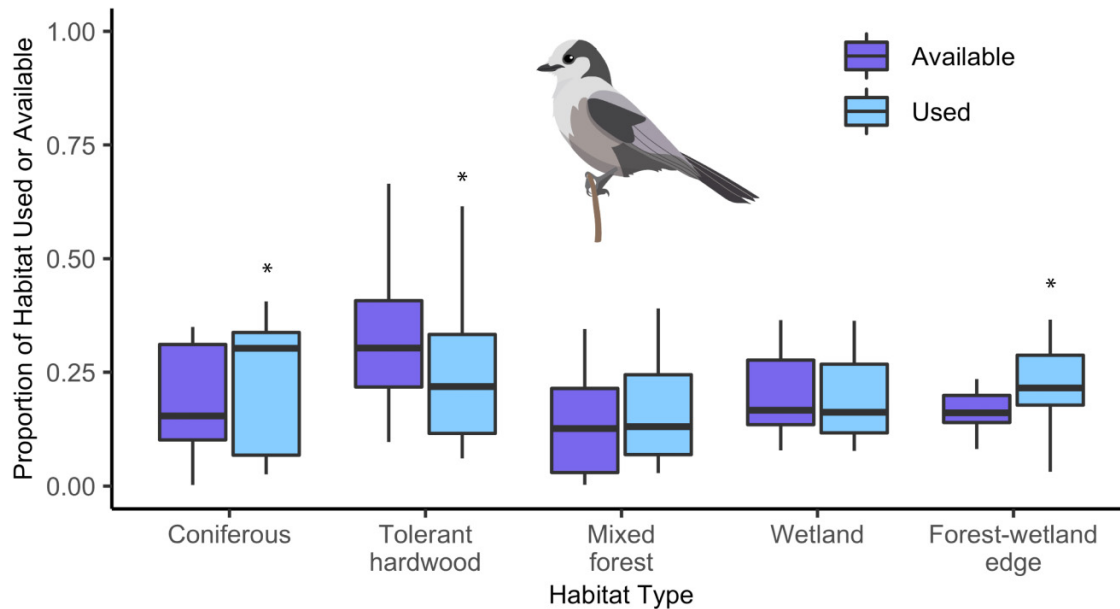 Proportion of Habitat Used or Available
1.00
0.75
0.50
0.25
0.00
Available
Used
*
*
*
Coniferous
Tolerant
hardwood
Mixed
forest
Wetland
Forest-wetland
edge
Habitat Type